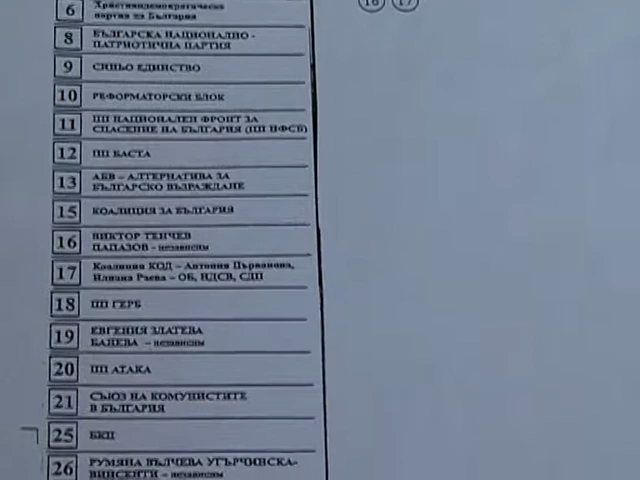 6 Християндемократическа
партия на България
16 17
8 БЪЛГАРСКА НАЦИОНАЛНО -
ПАТРИОТИЧНА ПАРТИЯ
9 СИНЬО ЕДИНСТВО
10 РЕФОРМАТОРСКИ БЛОК
11 ПП НАЦИОНАЛЕН ФРОНТ ЗА
СПАСЕНИЕ НА БЪЛГАРИЯ (ПП НФСБ)
12 ПП БАСТА
13 АБВ – АЛТЕРНАТИВА ЗА
БЪЛГАРСКО ВЪЗРАЖДАНЕ
15 КОАЛИЦИЯ ЗА БЪЛГАРИЯ
16 ВИКТОР ТЕНЧЕВ
ПАПАЗОВ - независим
17 Коалиция КОД – Антония Първанова,
Илиана Раева – ОБ, НДСВ, СДП
18 ПП ГЕРБ
19 ЕВГЕНИЯ ЗЛАТЕВА
БАНЕВА – независим
20 ПП АТАКА
21 СЪЮЗ НА КОМУНИСТИТЕ
В БЪЛГАРИЯ
25 БКП
26 РУМЯНА ВЪЛЧЕВА УГЪРЧИНСКА-
ВИНСЕНТИ – независим